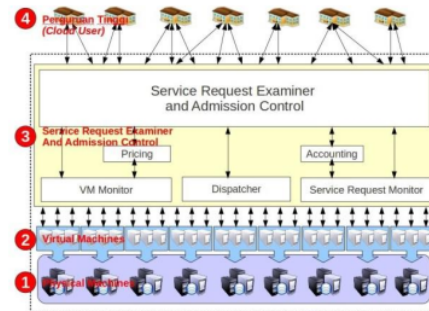 4 Perguruan Tinggi
(Cloud User)
Service Request Examiner
and Admission Control
3 Service Request Examiner
And Admission Control
Pricing
Accounting
VM Monitor
Dispatcher
Service Request Monitor
2 Virtual Machines
1 Physical Machines